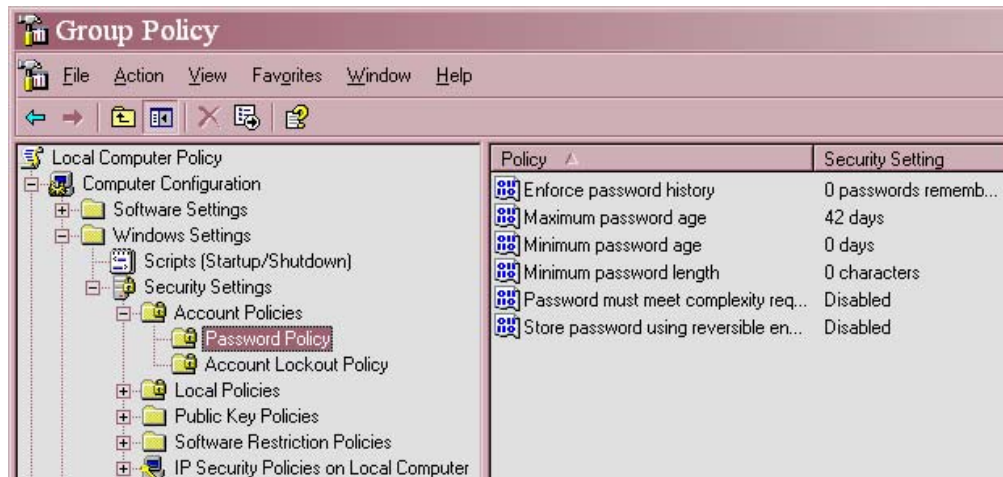 Group Policy
File Action View Favorites Window Help
Local Computer Policy
Computer Configuration
Software Settings
Windows Settings
Scripts (Startup/Shutdown)
Security Settings
Account Policies
Password Policy
Account Lockout Policy
Local Policies
Public Key Policies
Software Restriction Policies
IP Security Policies on Local Computer
Policy Security Setting
Enforce password history 0 passwords rememb...
Maximum password age 42 days
Minimum password age 0 days
Minimum password length 0 characters
Password must meet complexity req... Disabled
Store password using reversible en... Disabled